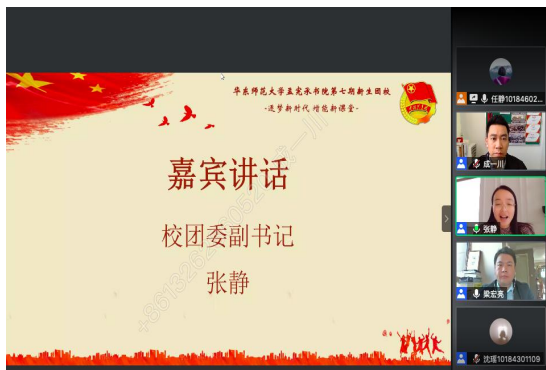 华东师范大学孟宪承书院第七期新生团校
-逐梦新时代 增能新课堂-
嘉宾讲话
校团委副书记
张静
任静10184602...
成一川
张静
梁宏亮
沈瑶10184301109